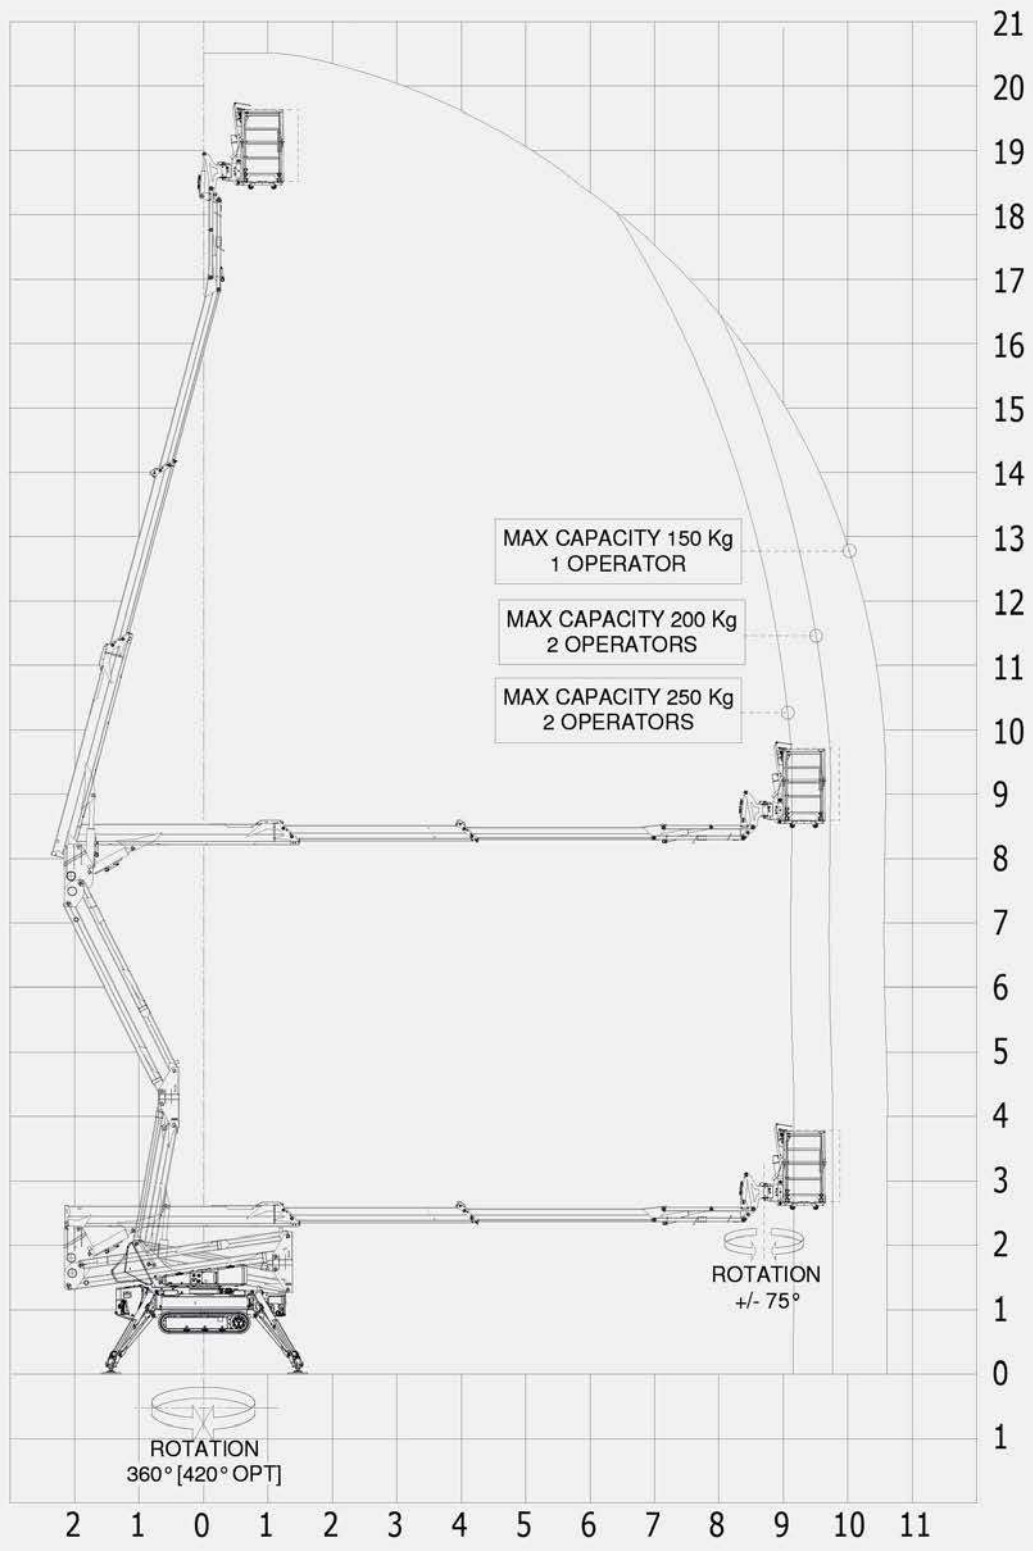 21
20
19
18
17
16
15
14
MAX CAPACITY 150 Kg
1 OPERATOR
13
12
MAX CAPACITY 200 Kg
2 OPERATORS
11
MAX CAPACITY 250 Kg
2 OPERATORS
10
9
8
7
6
5
4
3
2
ROTATION
+/- 75°
1
0
1
ROTATION
360° [420° OPT]
2 1 0 1 2 3 4 5 6 7 8 9 10 11